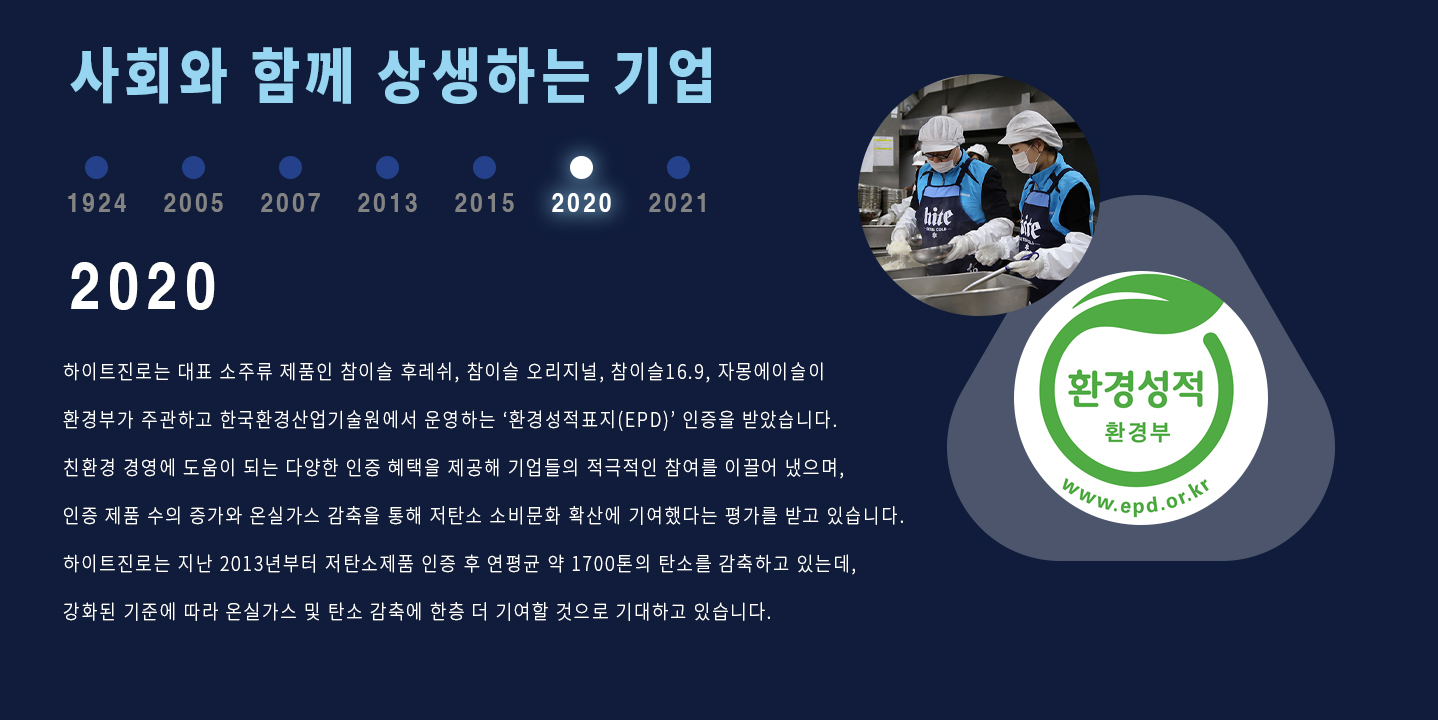 사회와 함께 상생하는 기업
1924 2005 2007 2013 2015 2020 2021
2020
하이트진로는 대표 소주류 제품인 참이슬 후레쉬, 참이슬 오리지널, 참이슬16.9, 자몽에이슬이
환경부가 주관하고 한국환경산업기술원에서 운영하는 ‘환경성적표지(EPD)’ 인증을 받았습니다.
친환경 경영에 도움이 되는 다양한 인증 혜택을 제공해 기업들의 적극적인 참여를 이끌어 냈으며,
인증 제품 수의 증가와 온실가스 감축을 통해 저탄소 소비문화 확산에 기여했다는 평가를 받고 있습니다.
하이트진로는 지난 2013년부터 저탄소제품 인증 후 연평균 약 1700톤의 탄소를 감축하고 있는데,
강화된 기준에 따라 온실가스 및 탄소 감축에 한층 더 기여할 것으로 기대하고 있습니다.
hite
hite
환경성적
환경부
www.epd.or.kr